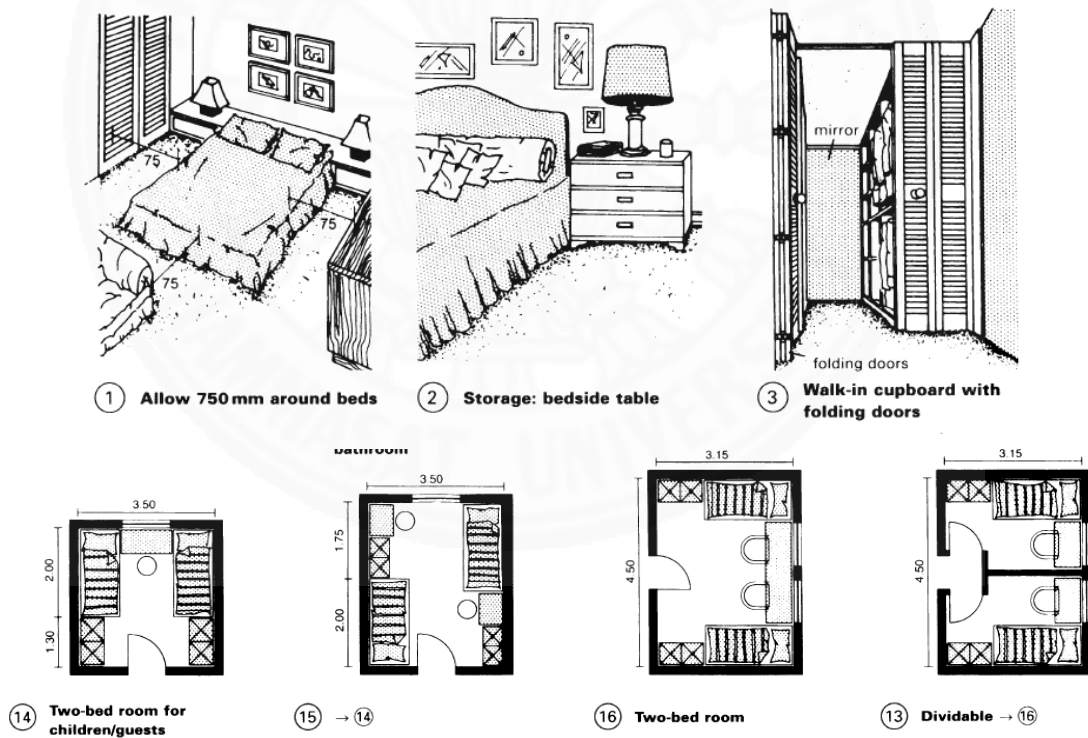 75
75
75
mirror
folding doors
1 Allow 750 mm around beds
2 Storage: bedside table
3 Walk-in cupboard with
folding doors
bathroom
3.50
2.00
1.30
14 Two-bed room for
children/guests
3.50
1.75
2.00
15 → 14
3.15
4.50
16 Two-bed room
3.15
4.50
13 Dividable → 16